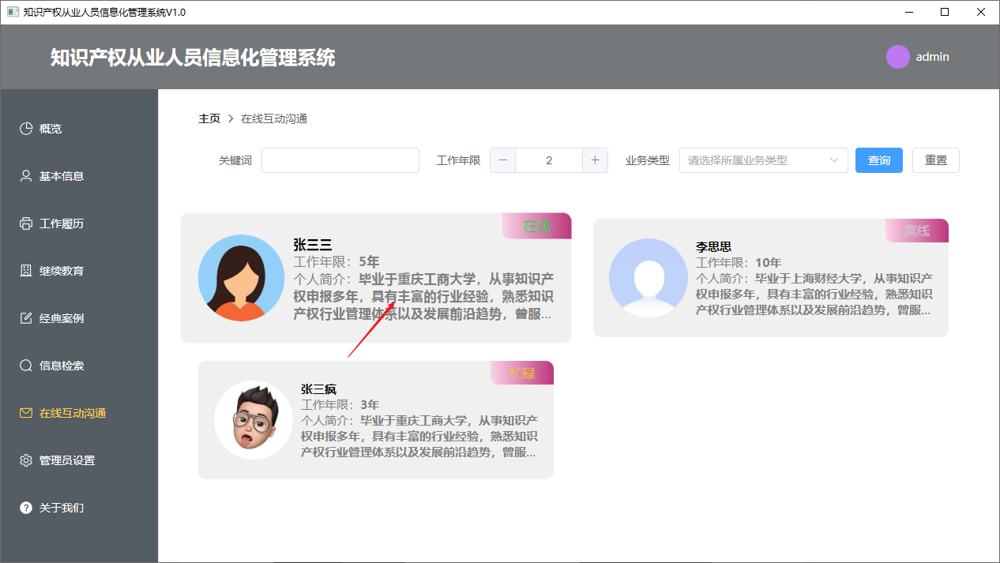 知识产权从业人员信息化管理系统V1.0
知识产权从业人员信息化管理系统
admin
概览
基本信息
工作履历
继续教育
经典案例
信息检索
在线互动沟通
管理员设置
关于我们
主页 > 在线互动沟通
关键词 工作年限 2 业务类型 请选择所属业务类型 查询 重置
在线
张三三
工作年限：5年
个人简介：毕业于重庆工商大学，从事知识产
权申报多年，具有丰富的行业经验，熟悉知识
产权行业管理体系以及发展前沿趋势，曾服...
离线
李思思
工作年限：10年
个人简介：毕业于上海财经大学，从事知识产
权申报多年，具有丰富的行业经验，熟悉知识
产权行业管理体系以及发展前沿趋势，曾服...
忙碌
张三疯
工作年限：3年
个人简介：毕业于重庆工商大学，从事知识产
权申报多年，具有丰富的行业经验，熟悉知识
产权行业管理体系以及发展前沿趋势，曾服...